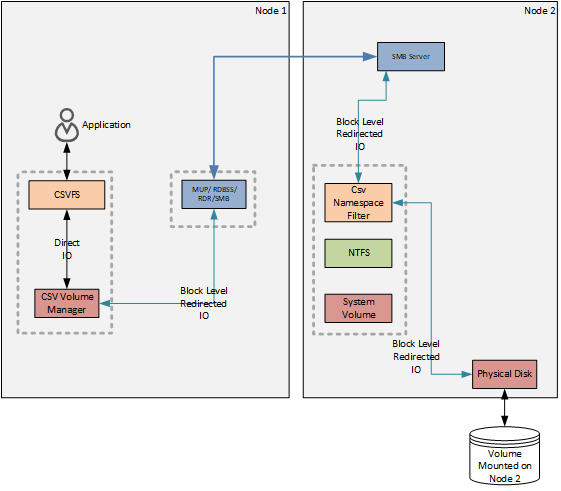 Node 1
Node 2
SMB Server
Application
Block Level
Redirected
IO
CSVFS
MUP/ RDBSS/
RDR/SMB
Csv
Namespace
Filter
Direct
IO
NTFS
CSV Volume
Manager
Block Level
Redirected
IO
System
Volume
Block Level
Redirected
IO
Physical Disk
Volume
Mounted on
Node 2